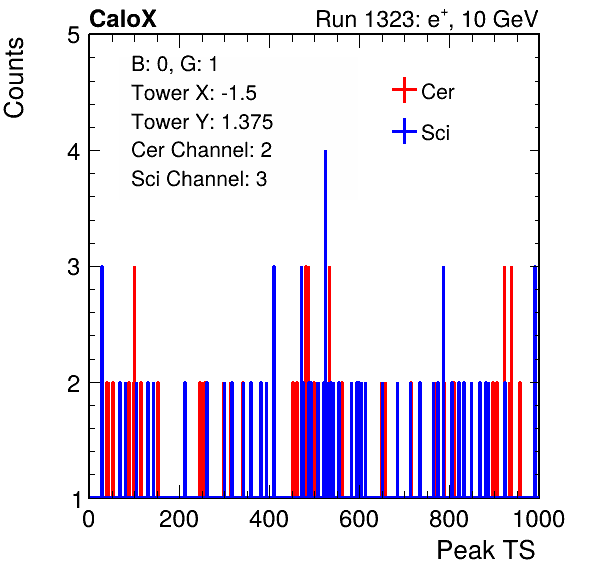 CaloX Run 1323: e⁺, 10 GeV
Counts
B: 0, G: 1
Tower X: -1.5
Tower Y: 1.375
Cer Channel: 2
Sci Channel: 3
Cer
Sci
5
4
3
2
1
0 200 400 600 800 1000
Peak TS